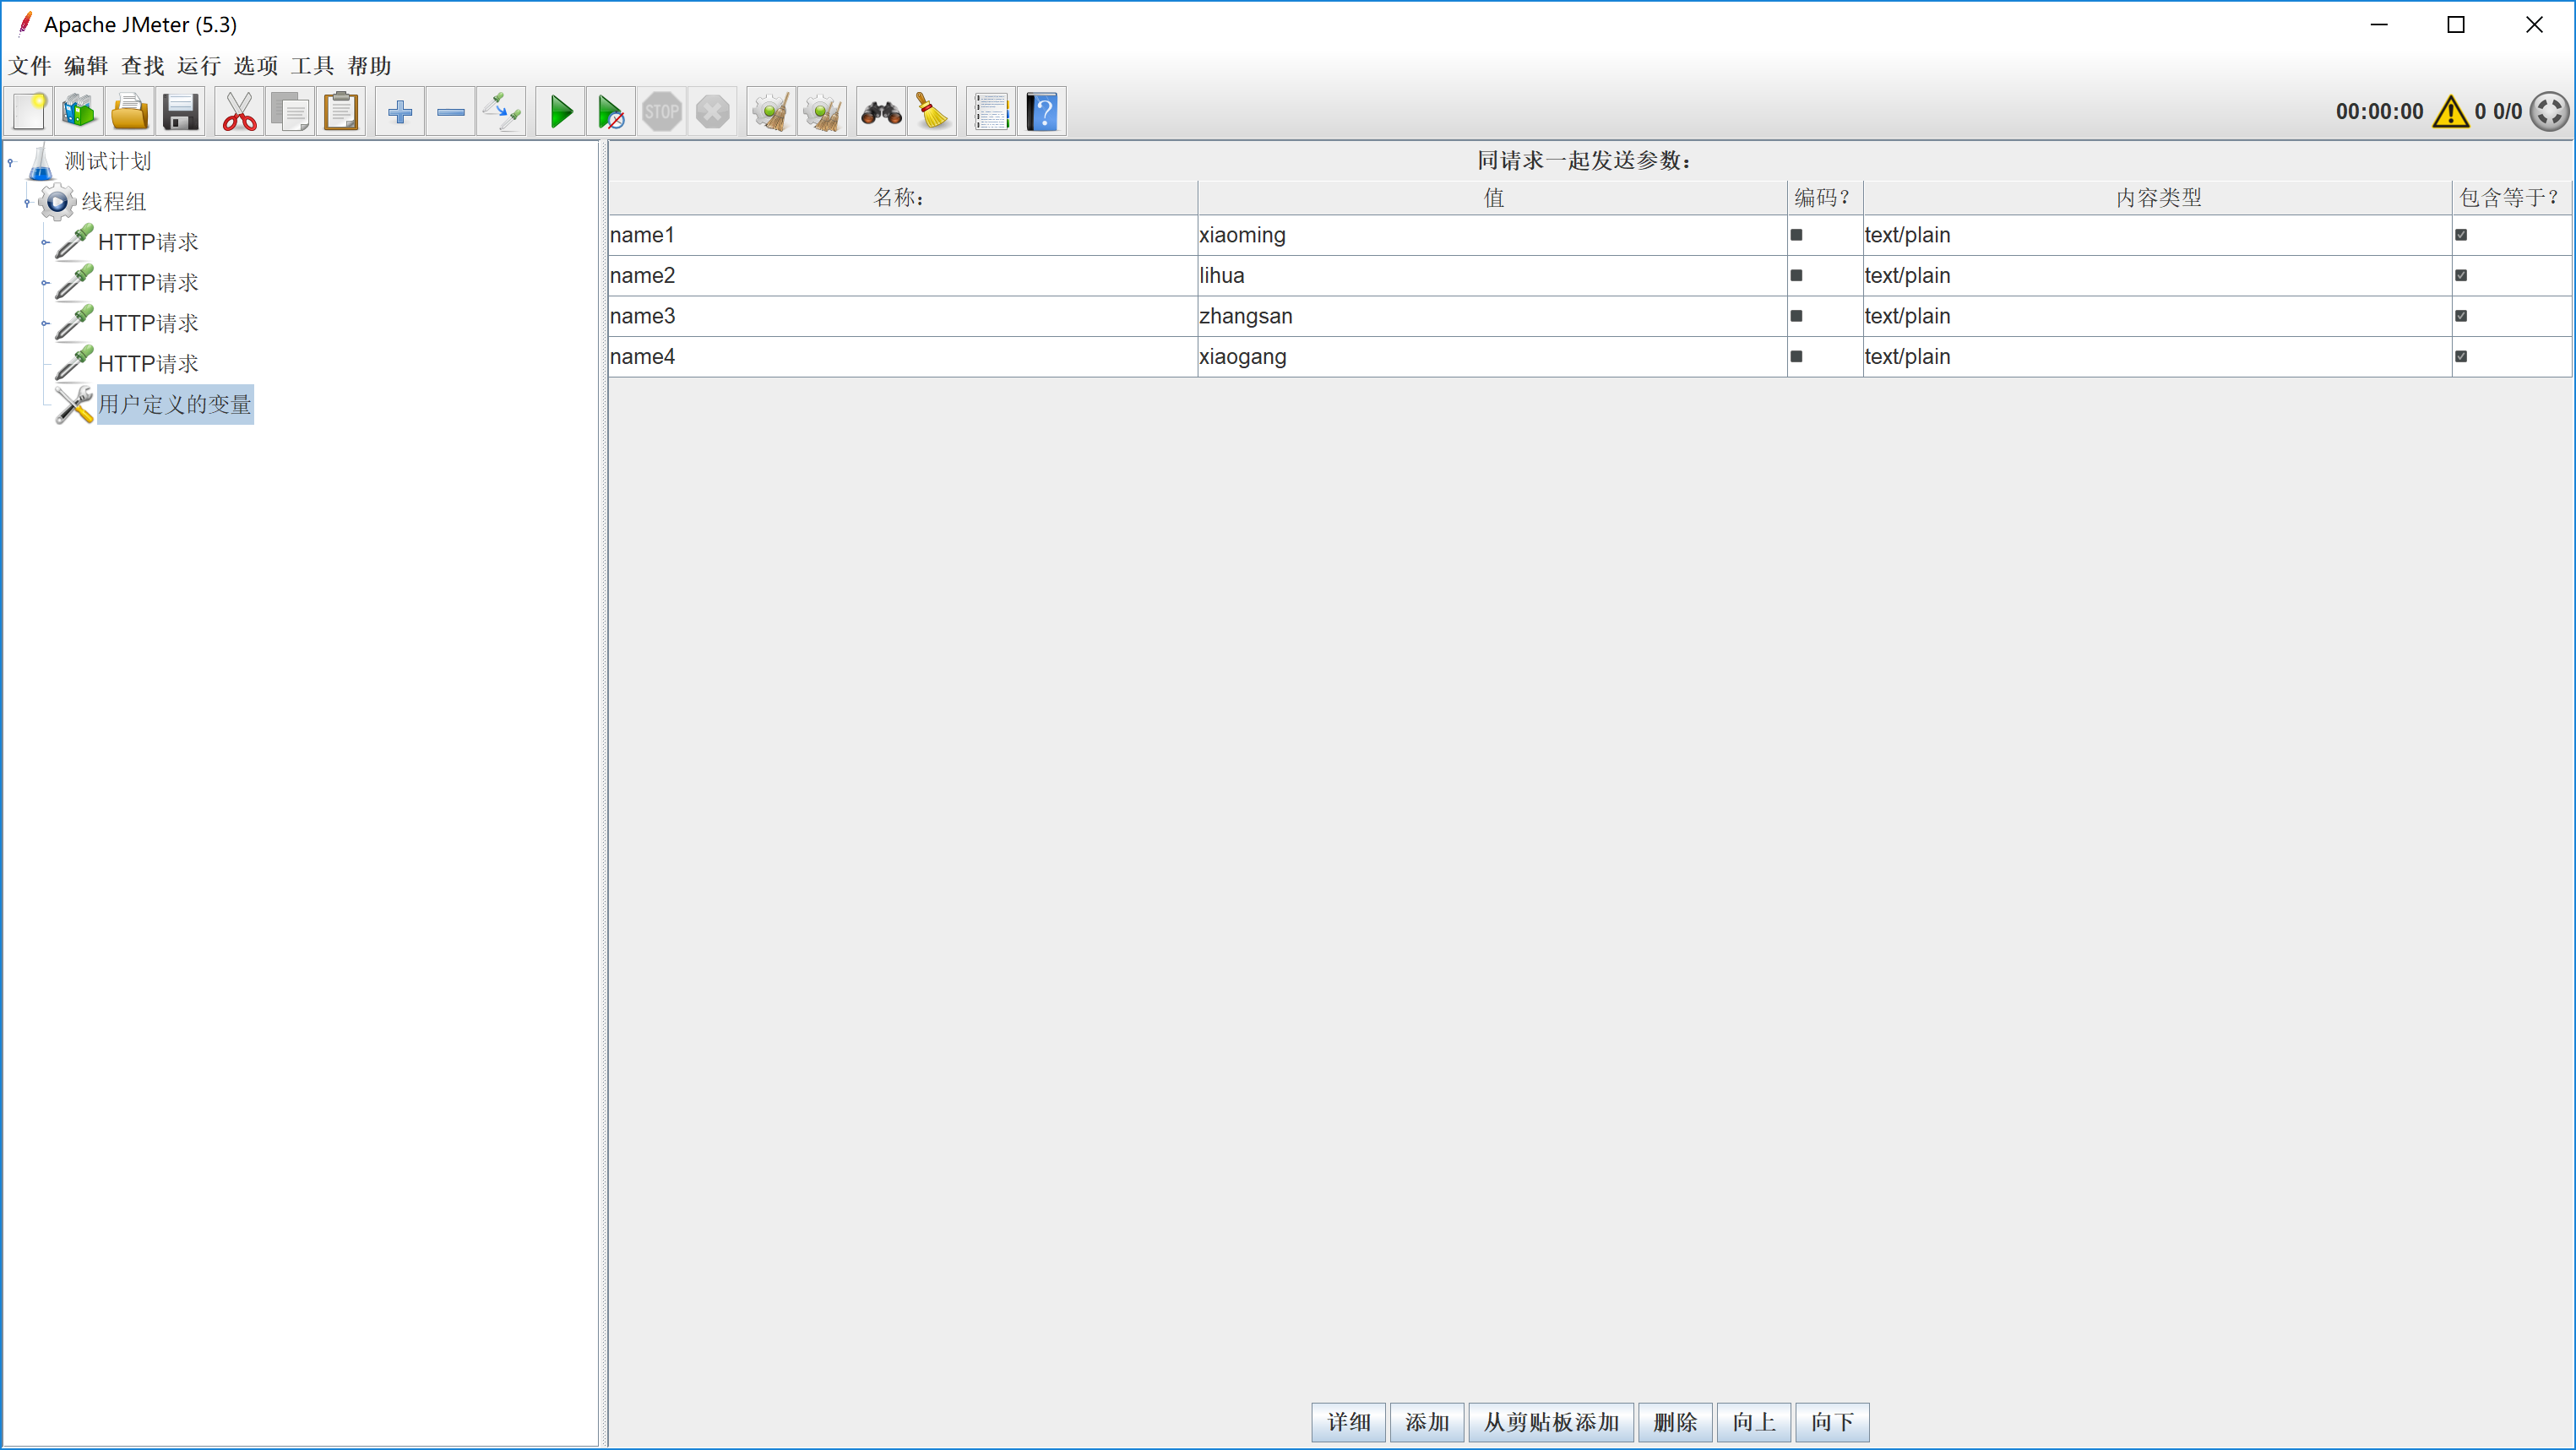 Apache JMeter (5.3)
文件 编辑 查找 运行 选项 工具 帮助
STOP
00:00:00 0 0/0
测试计划
线程组
HTTP请求
HTTP请求
HTTP请求
HTTP请求
用户定义的变量
同请求一起发送参数：
名称： 值 编码？ 内容类型 包含等于？
name1 xiaoming text/plain
name2 lihua text/plain
name3 zhangsan text/plain
name4 xiaogang text/plain
详细 添加 从剪贴板添加 删除 向上 向下